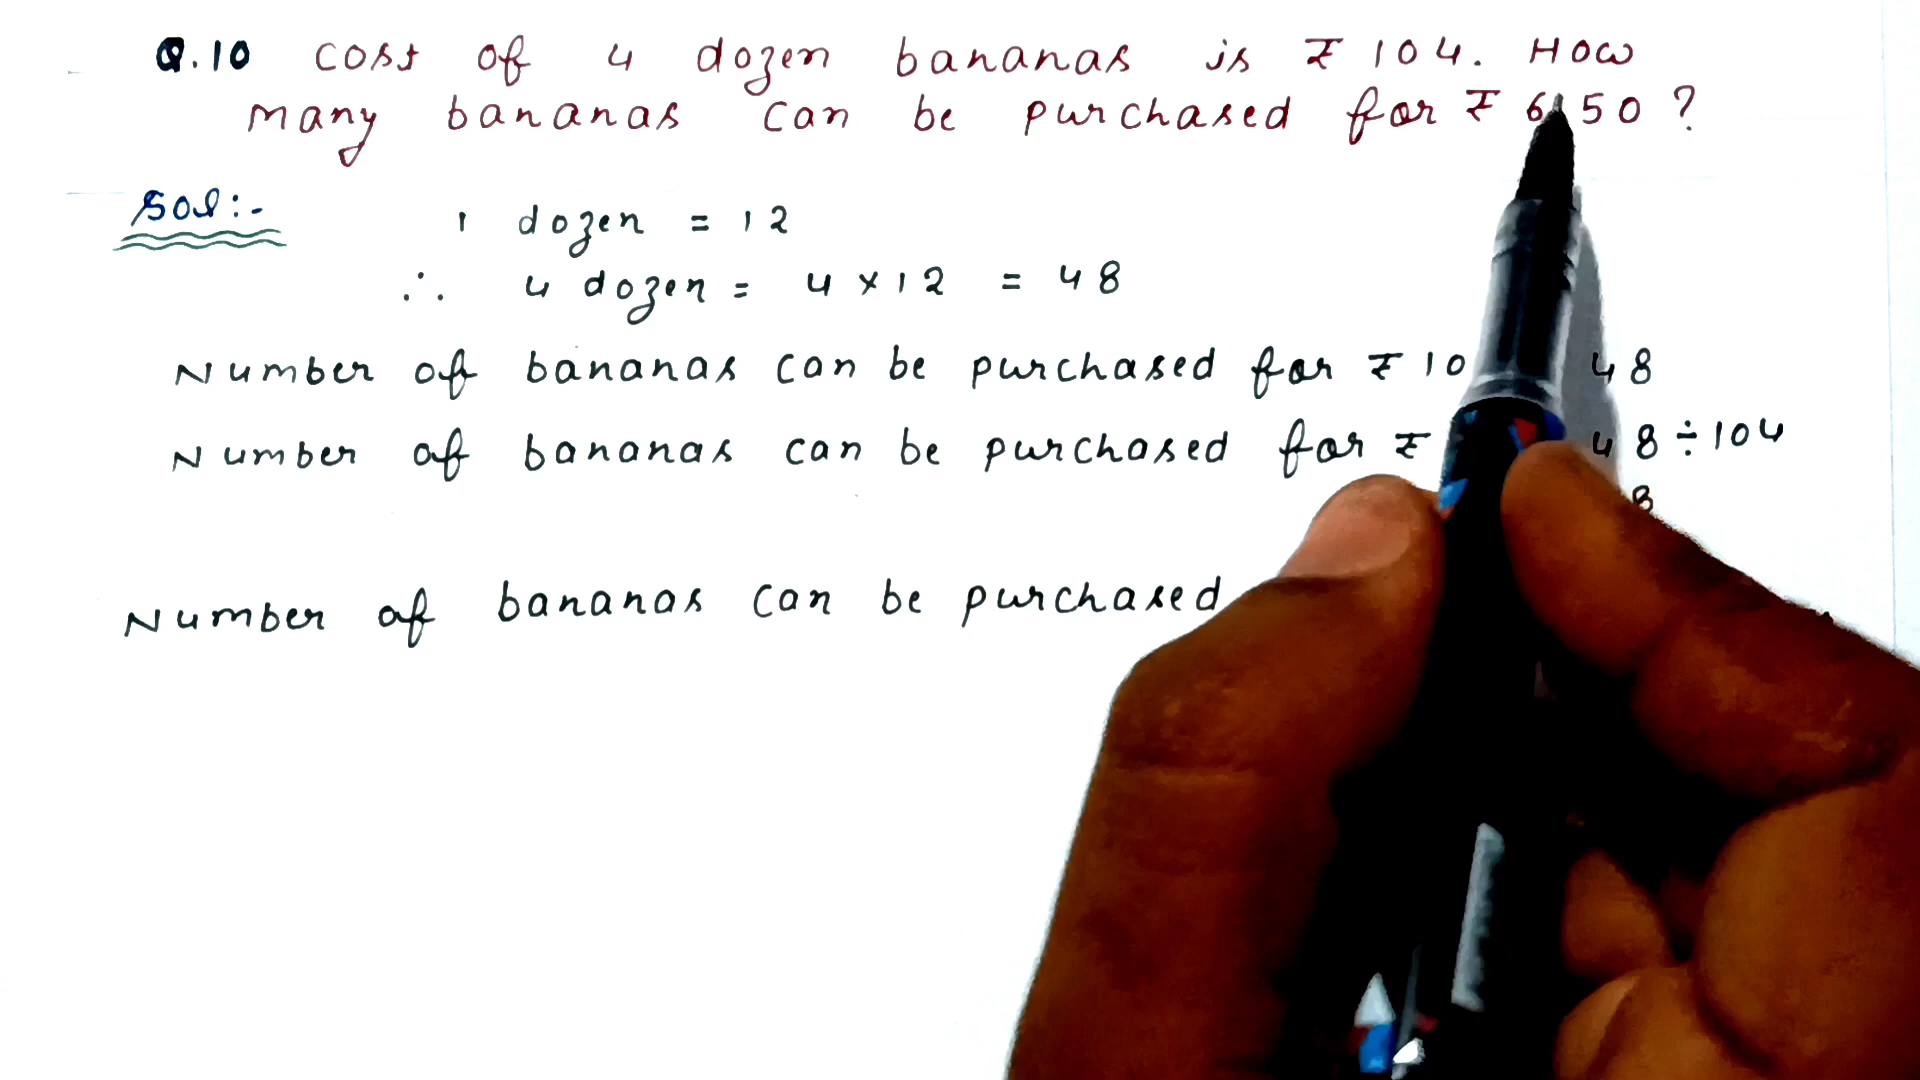 Q.10 Cost of 4 dozen bananas is ₹ 104. How
many bananas can be purchased for ₹ 6.50 ?
Sol:-
1 dozen = 12
∴ 4 dozen = 4 × 12 = 48
Number of bananas can be purchased for ₹ 10 48
Number of bananas can be purchased for ₹ 48 ÷ 104
8
Number of bananas can be purchased